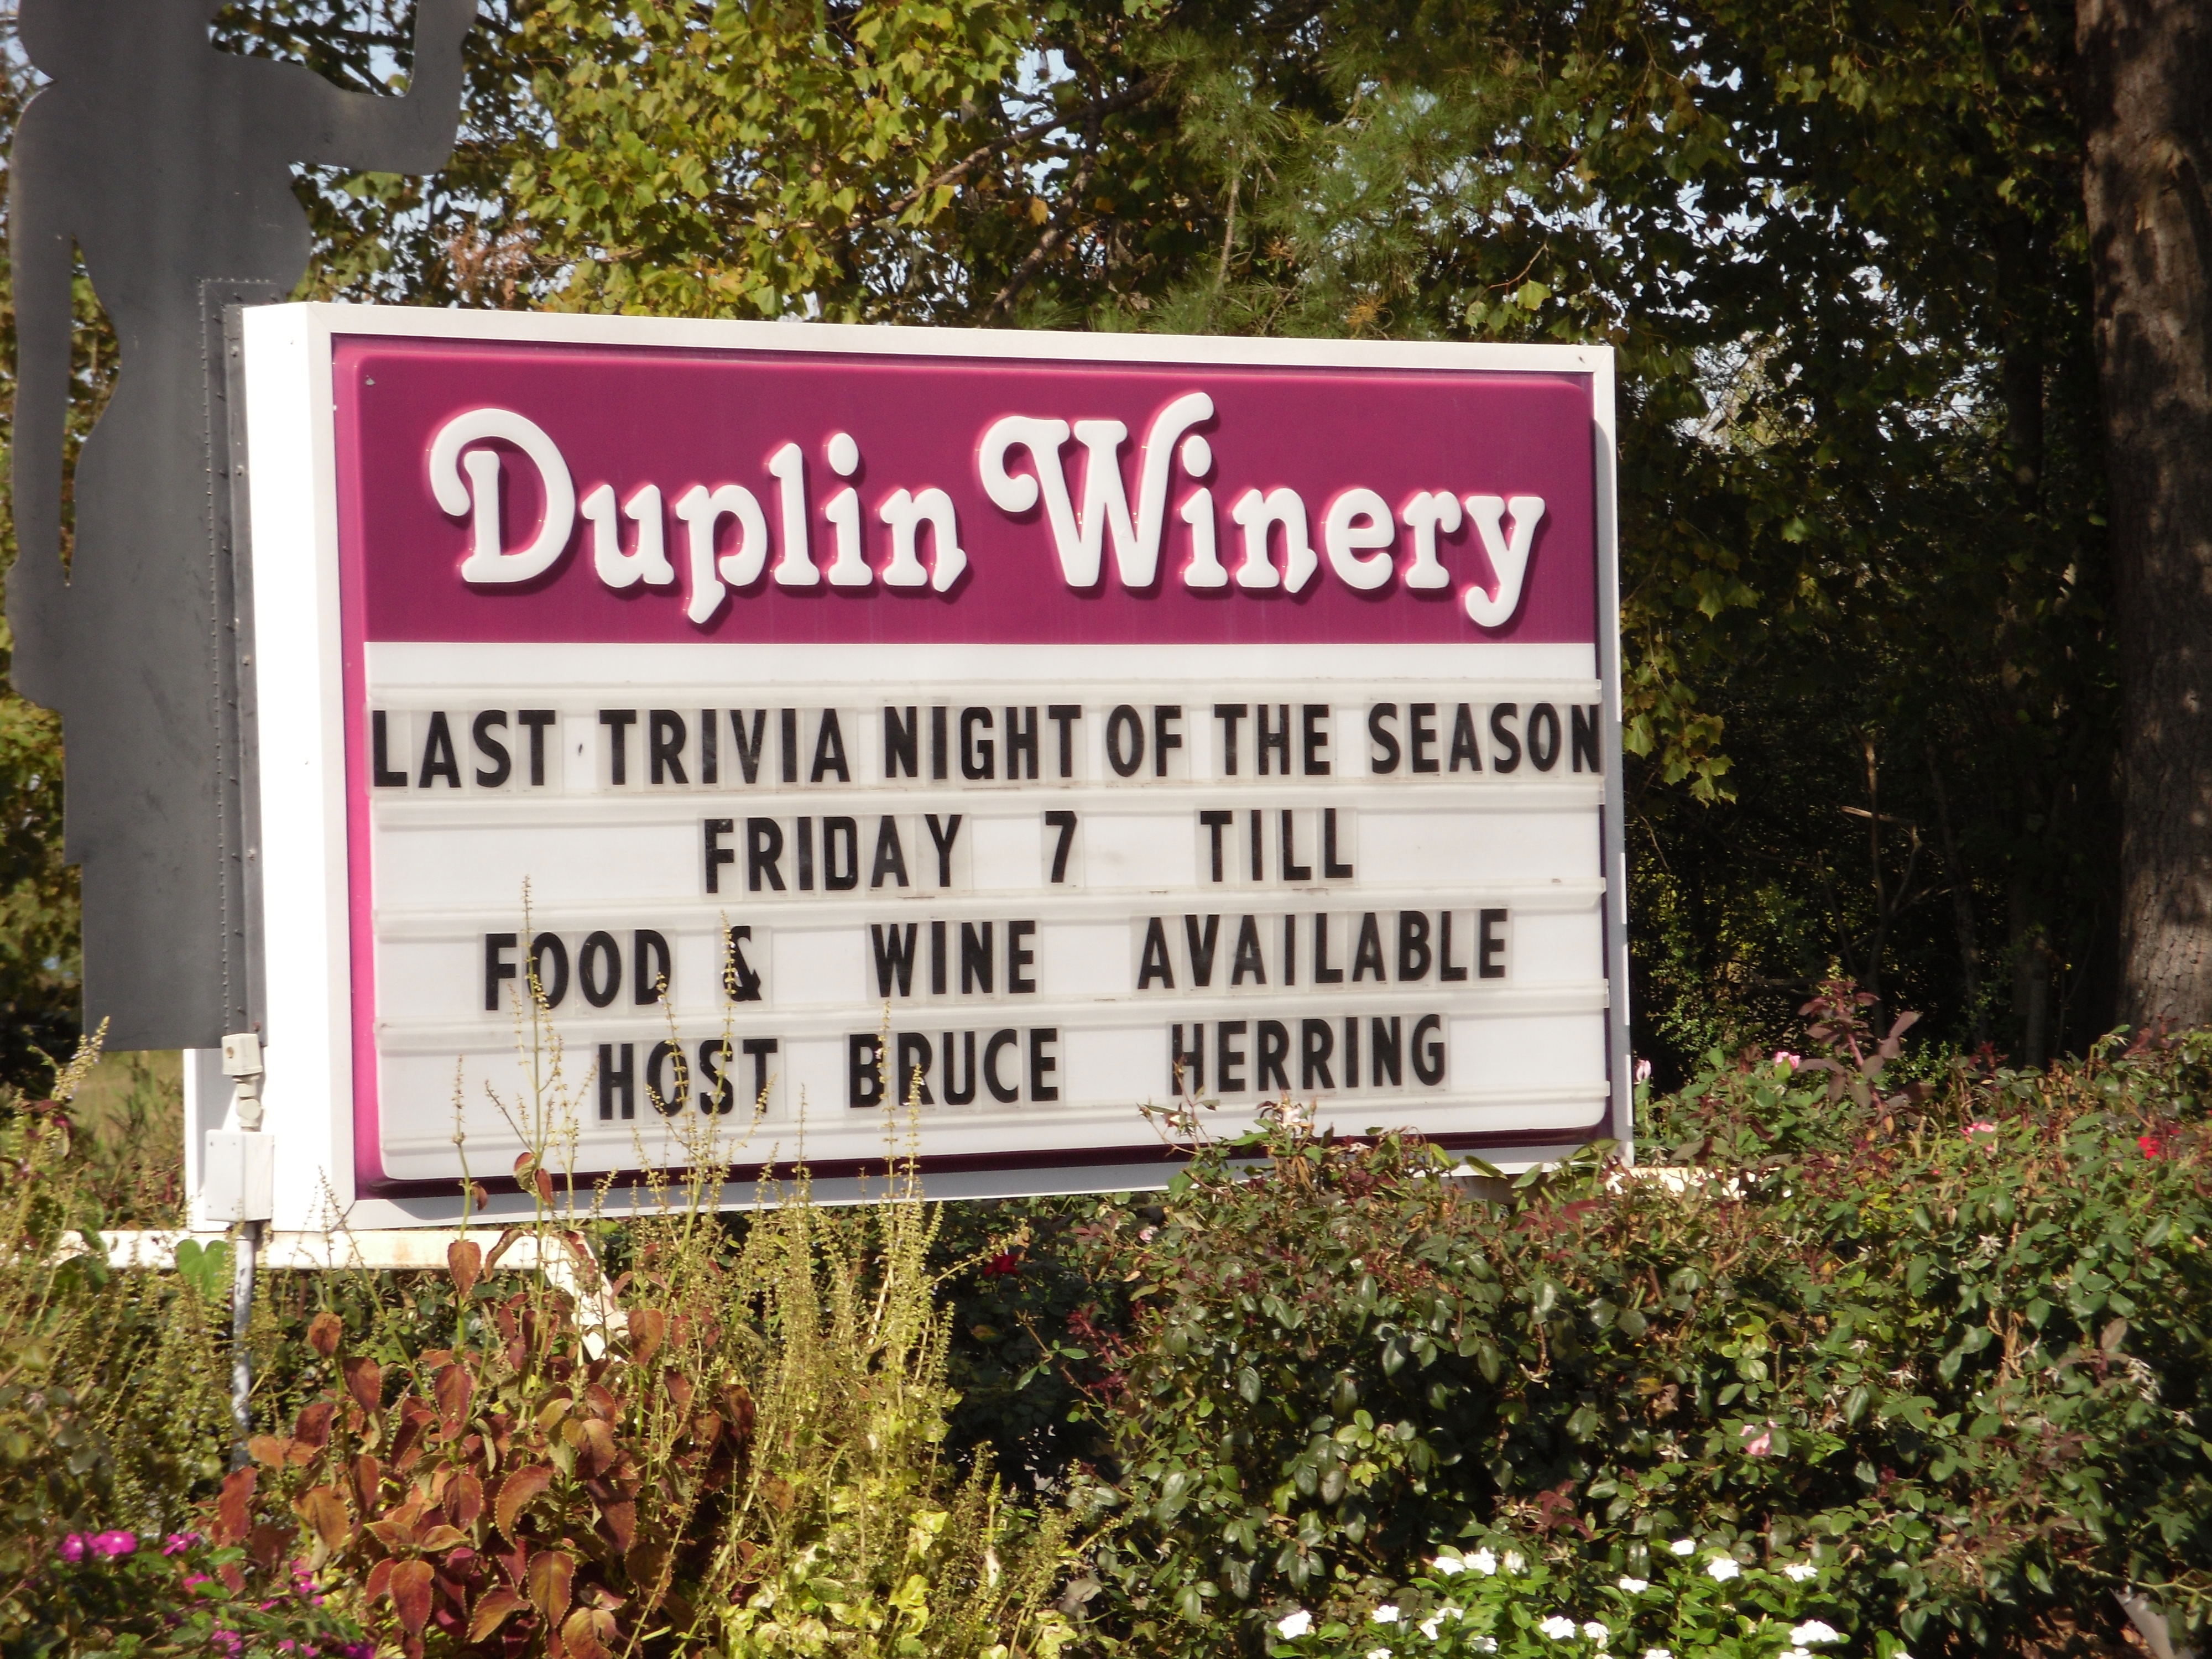 Duplin Winery
LAST TRIVIA NIGHT OF THE SEASON
FRIDAY 7 TILL
FOOD & WINE AVAILABLE
HOST BRUCE HERRING